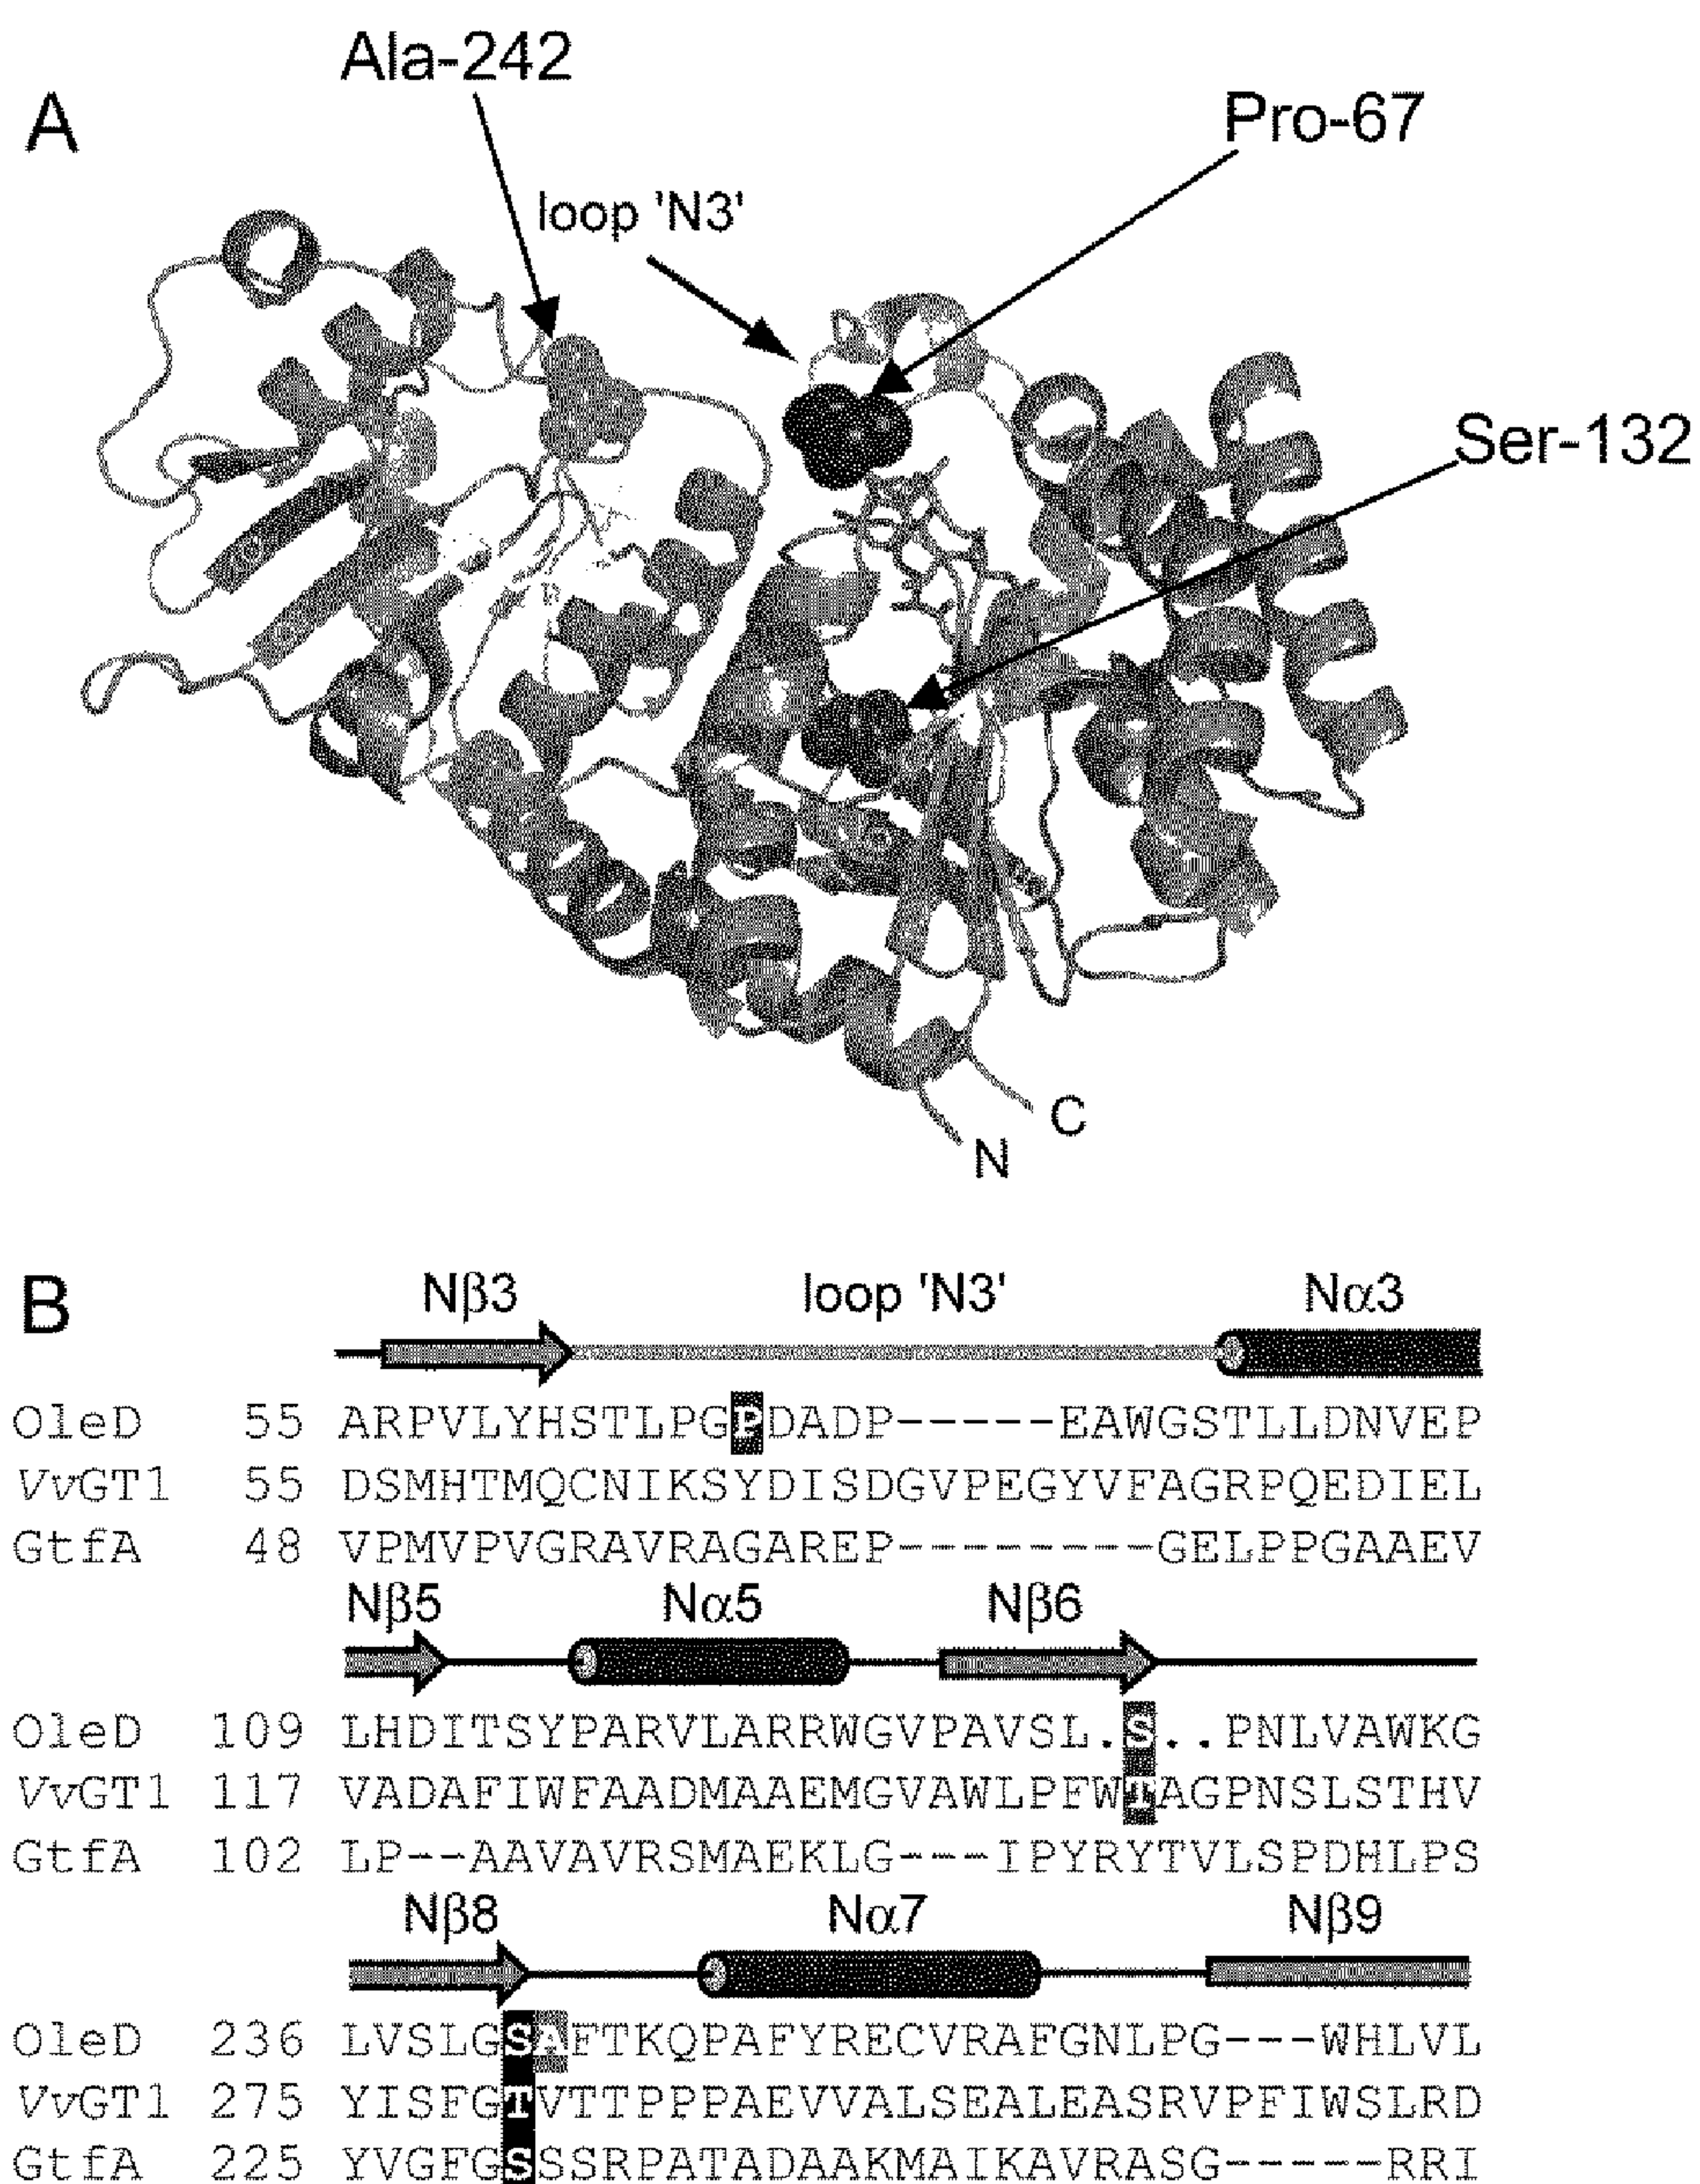 A
Ala-242
Pro-67
loop 'N3'
Ser-132
C
N
B
Nβ3 loop 'N3' Nα3
OleD 55 ARPVLYHSTLPGPDADP-----EAWGSTLLDNVEP
VvGT1 55 DSMHTMQCNIKSYDISDGVPEGYVFAGRPQEDIEL
GtfA 48 VPMVPVGRAVRAGAREP--------GELPPGAAEV
Nβ5 Nα5 Nβ6
OleD 109 LHDITSYPARVLARRWGVPAVSL.S..PNLVAWKG
VvGT1 117 VADAFIWFAADMAAEMGVAWLPFWTAGPNSLSTHV
GtfA 102 LP--AAVAVRSMAEKLG---IPYRYTVLSPDHLPS
Nβ8 Nα7 Nβ9
OleD 236 LVSLGSAFTKQPAFYRECVRAFGNLPG---WHLVL
VvGT1 275 YISFGTVTTPPPAEVVALSEALEASRVPFIWSLRD
GtfA 225 YVGFGSSSRPATADAAKMAIKAVRASG-----RRI